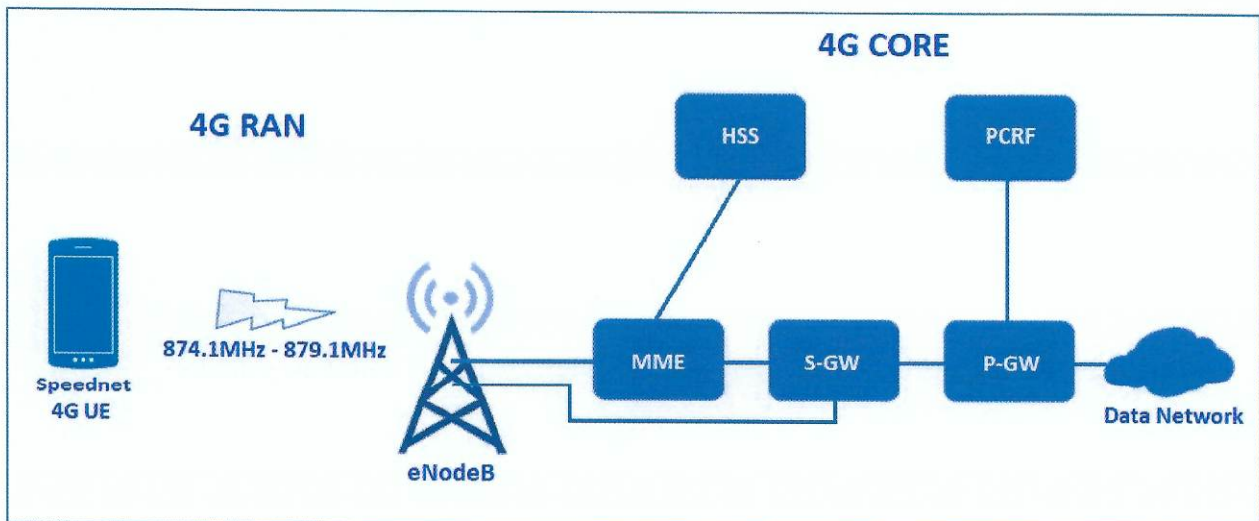 4G CORE
4G RAN
HSS
PCRF
874.1MHz - 879.1MHz
MME
S-GW
P-GW
Speednet
4G UE
Data Network
eNodeB